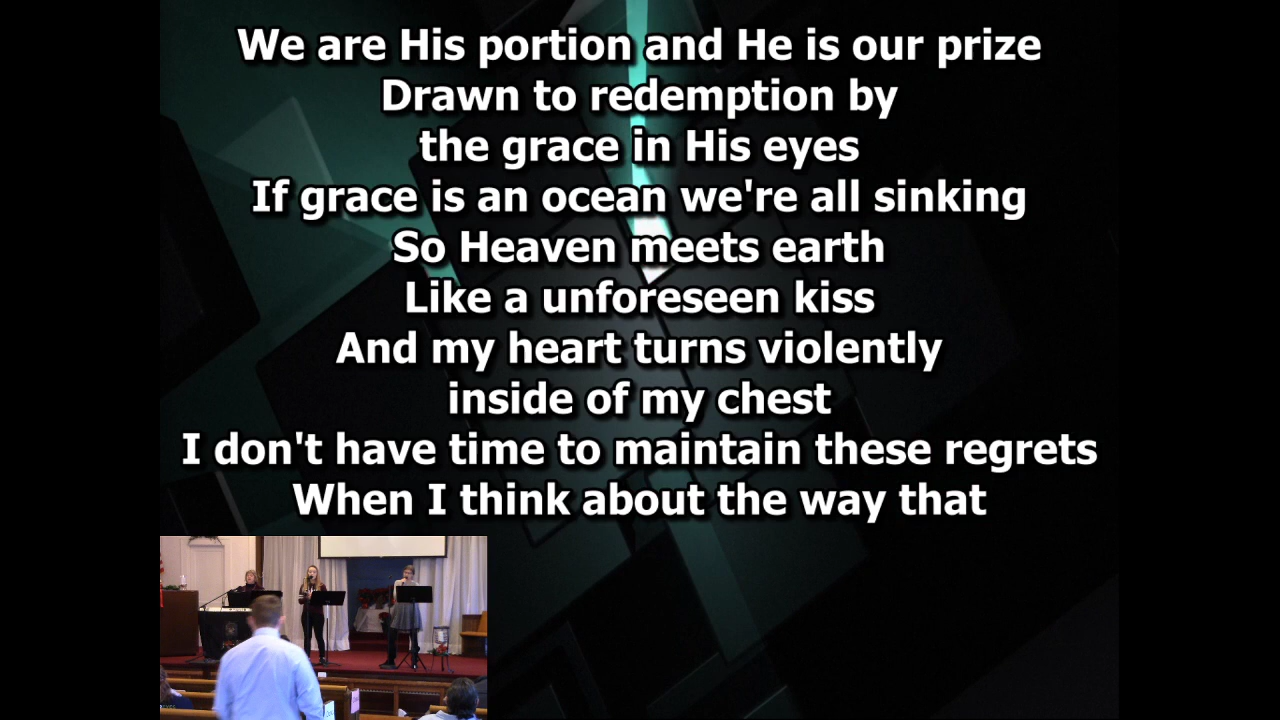 We are His portion and He is our prize
Drawn to redemption by
the grace in His eyes
If grace is an ocean we're all sinking
So Heaven meets earth
Like a unforeseen kiss
And my heart turns violently
inside of my chest
I don't have time to maintain these regrets
When I think about the way that